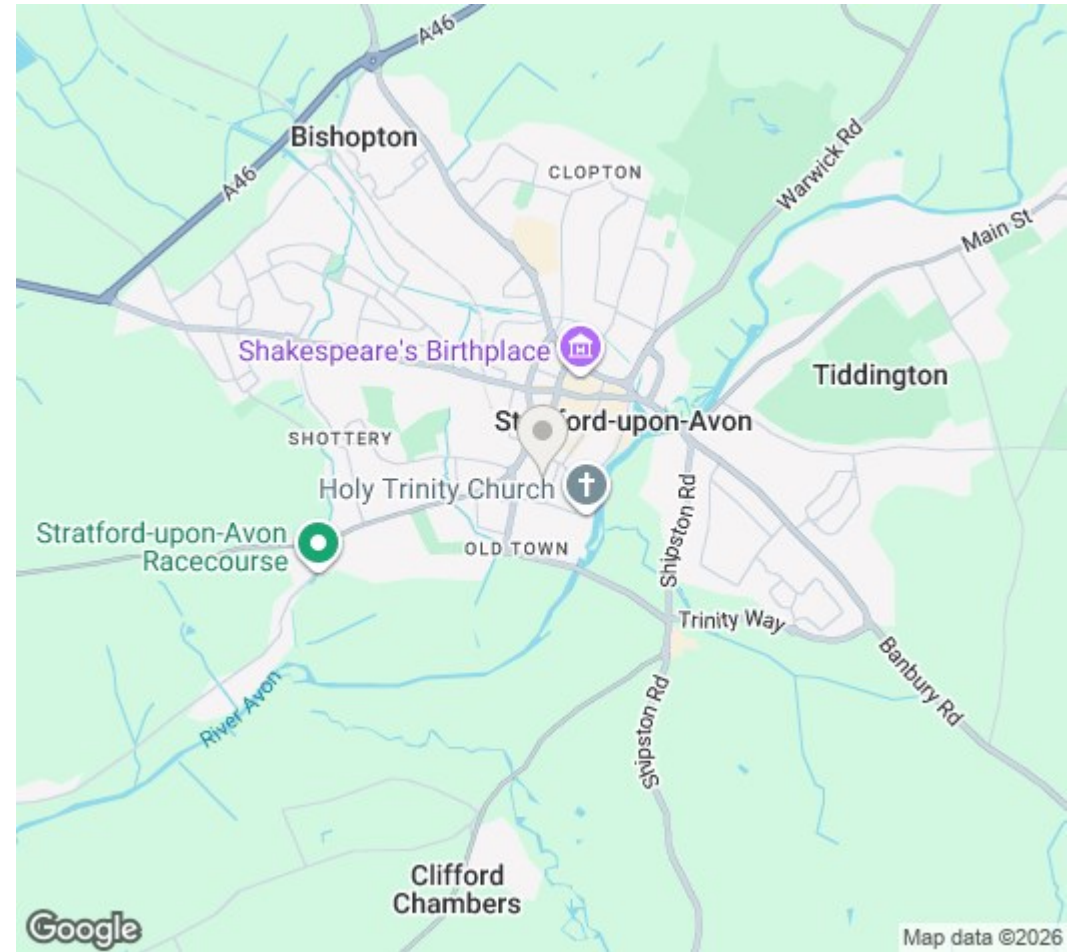 A46
Bishopton
CLOPTON
A46
Warwick Rd
Main St
Shakespeare's Birthplace
Tiddington
Stratford-upon-Avon
SHOTTERY
Holy Trinity Church
Stratford-upon-Avon
Racecourse
OLD TOWN
Shipston Rd
Trinity Way
Banbury Rd
River Avon
Shipston Rd
Clifford
Chambers
Google
Map data ©2026